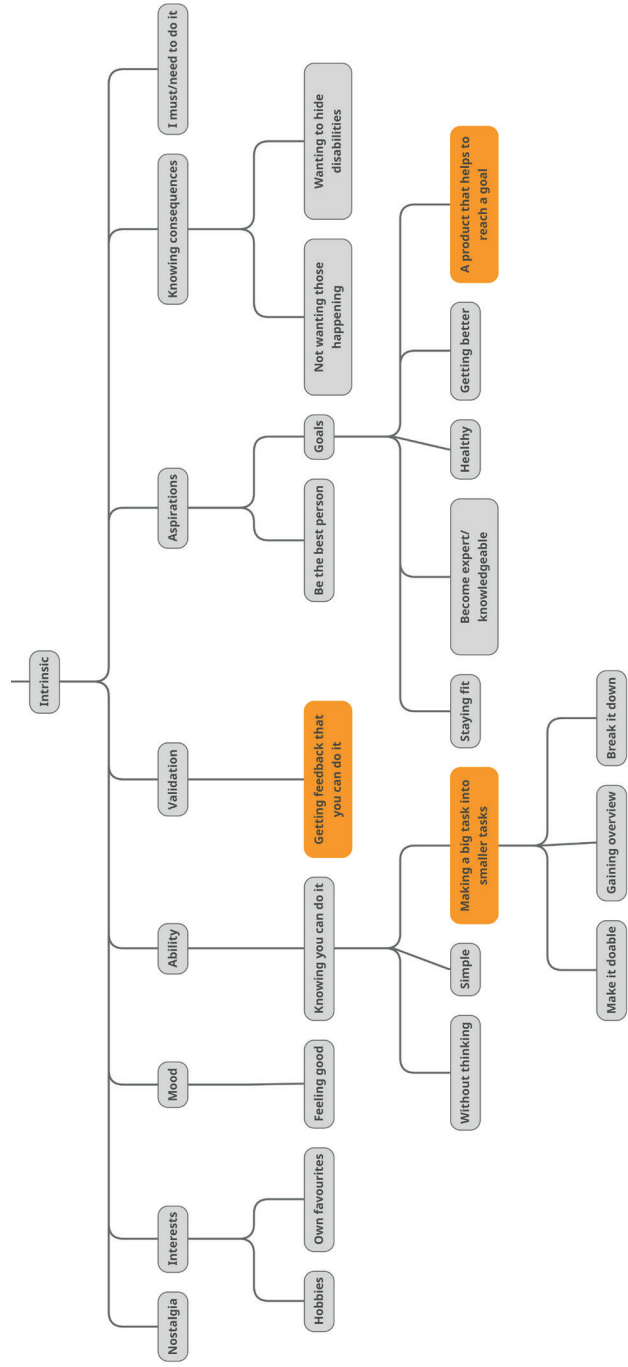 Intrinsic
Nostalgia
Interests
Mood
Ability
Validation
Aspirations
Knowing consequences
I must/need to do it
Hobbies
Own favourites
Feeling good
Knowing you can do it
Getting feedback that
you can do it
Be the best person
Goals
Not wanting those
happening
Wanting to hide
disabilities
Without thinking
Simple
Making a big task into
smaller tasks
Staying fit
Become expert/
knowledgeable
Healthy
Getting better
A product that helps to
reach a goal
Make it doable
Gaining overview
Break it down